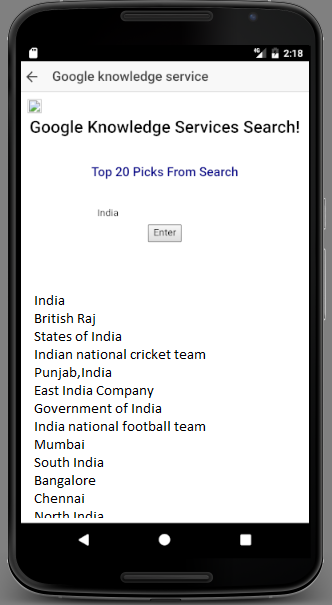 4G 2:18
Google knowledge service
Google Knowledge Services Search!
Top 20 Picks From Search
India
Enter
India
British Raj
States of India
Indian national cricket team
Punjab,India
East India Company
Government of India
India national football team
Mumbai
South India
Bangalore
Chennai
North India